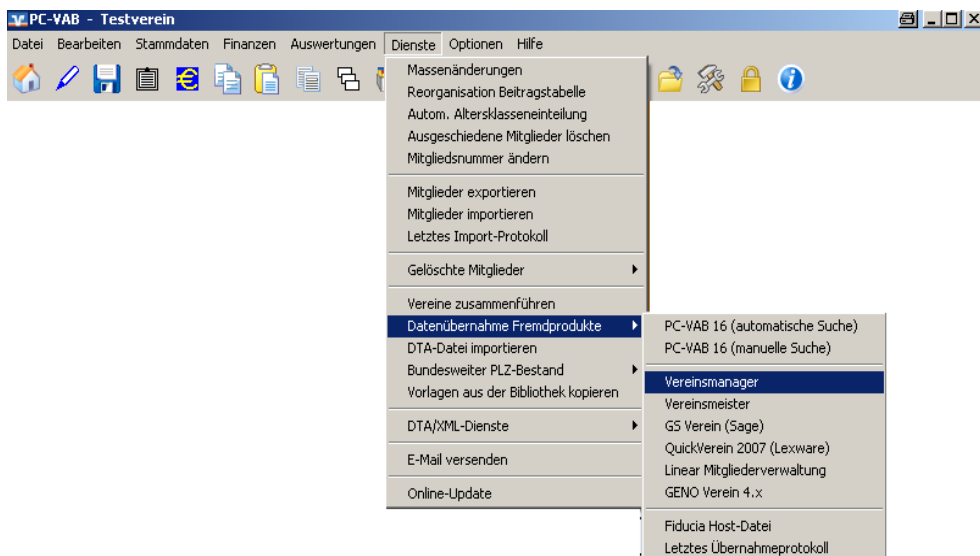 PC-VAB - Testverein
Datei Bearbeiten Stammdaten Finanzen Auswertungen Dienste Optionen Hilfe
Massenänderungen
Reorganisation Beitragstabelle
Autom. Altersklasseneinteilung
Ausgeschiedene Mitglieder löschen
Mitgliedsnummer ändern
Mitglieder exportieren
Mitglieder importieren
Letztes Import-Protokoll
Gelöschte Mitglieder
Vereine zusammenführen
Datenübernahme Fremdprodukte
DTA-Datei importieren
Bundesweiter PLZ-Bestand
Vorlagen aus der Bibliothek kopieren
DTA/XML-Dienste
E-Mail versenden
Online-Update
PC-VAB 16 (automatische Suche)
PC-VAB 16 (manuelle Suche)
Vereinsmanager
Vereinsmeister
GS Verein (Sage)
QuickVerein 2007 (Lexware)
Linear Mitgliederverwaltung
GENO Verein 4.x
Fiducia Host-Datei
Letztes Übernahmeprotokoll